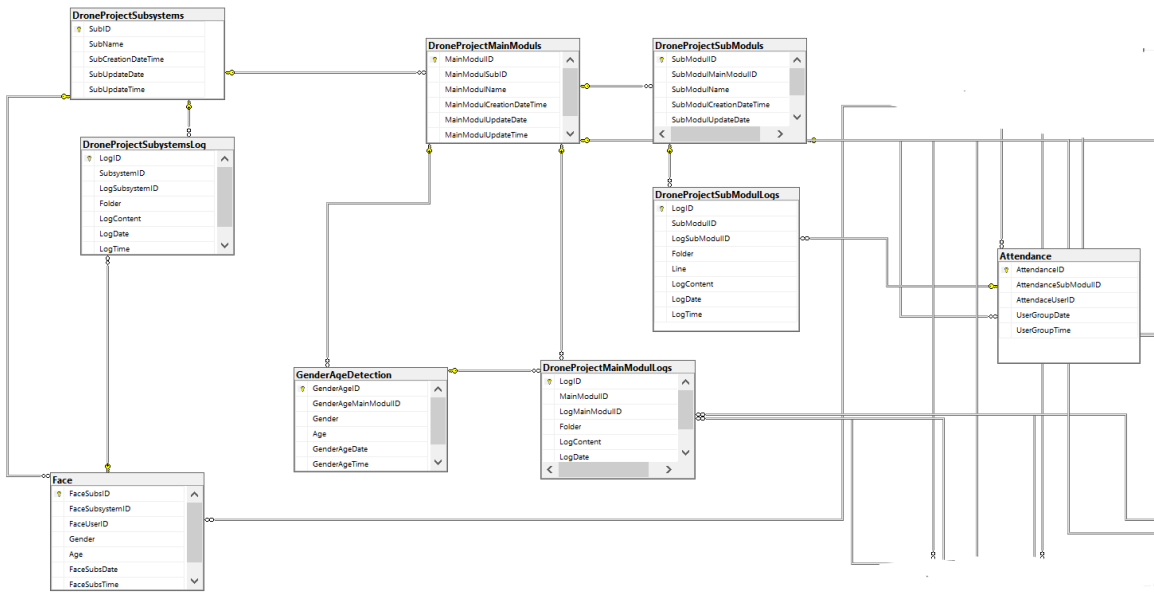 DroneProjectSubsystems
SubID
SubName
SubCreationDateTime
SubUpdateDate
SubUpdateTime
DroneProjectMainModuls
MainModulID
MainModulSubID
MainModulName
MainModulCreationDateTime
MainModulUpdateDate
MainModulUpdateTime
DroneProjectSubModuls
SubModulID
SubModulMainModulID
SubModulName
SubModulCreationDateTime
SubModulUpdateDate
DroneProjectSubystemsLog
LogID
SubsystemID
LogSubsystemID
Folder
LogContent
LogDate
LogTime
DroneProjectSubModulLogs
LogID
SubModulID
LogSubModulID
Folder
Line
LogContent
LogDate
LogTime
Attendance
AttendanceID
AttendanceSubModulID
AttendaceUserID
UserGroupDate
UserGroupTime
GenderAgeDetection
GenderAgeID
GenderAgeMainModulID
Gender
Age
GenderAgeDate
GenderAgeTime
DroneProjectMainModulLogs
LogID
MainModulID
LogMainModulID
Folder
LogContent
LogDate
Face
FaceSubsID
FaceSubsystemID
FaceUserID
Gender
Age
FaceSubsDate
FaceSubsTime